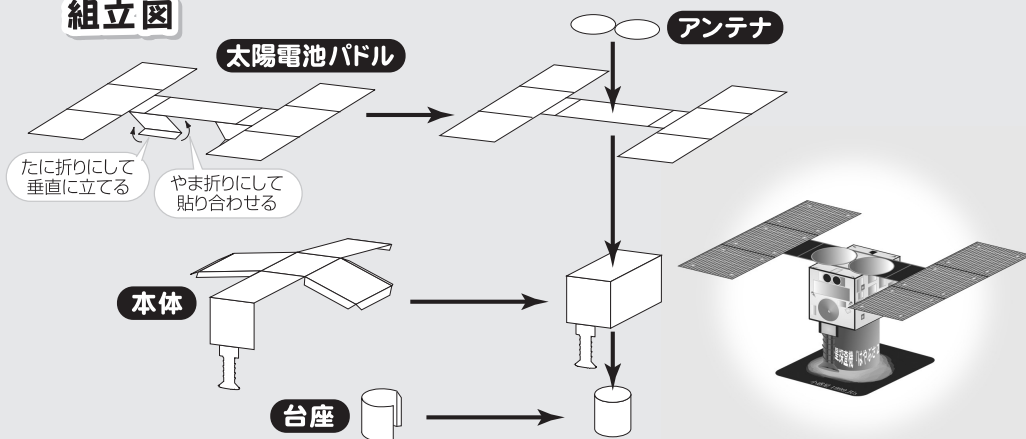 組立図
アンテナ
太陽電池パドル
たに折りにして
垂直に立てる
やま折りにして
貼り合わせる
本体
台座